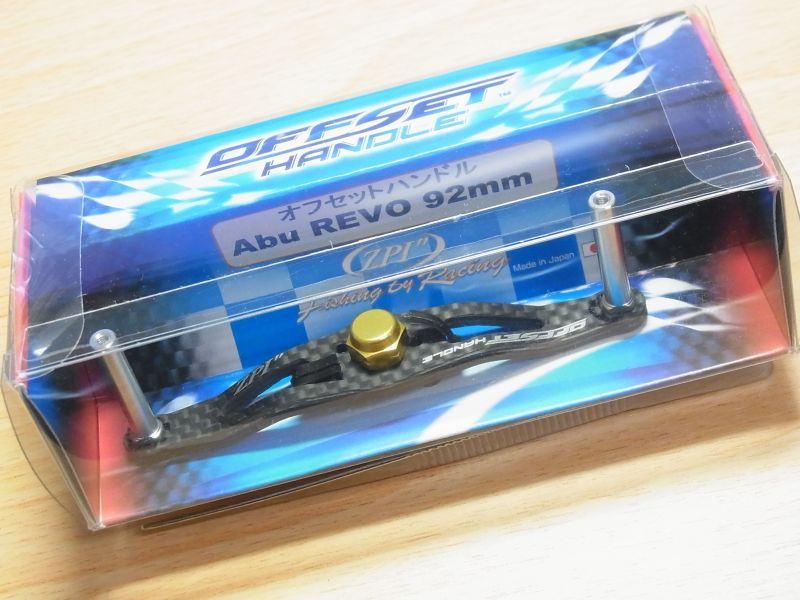 OFFSET™
HANDLE
オフセットハンドル
Abu REVO 92mm
ZPI"
Fishing by Racing
Made in Japan
ZPI"
OFFSET HANDLE